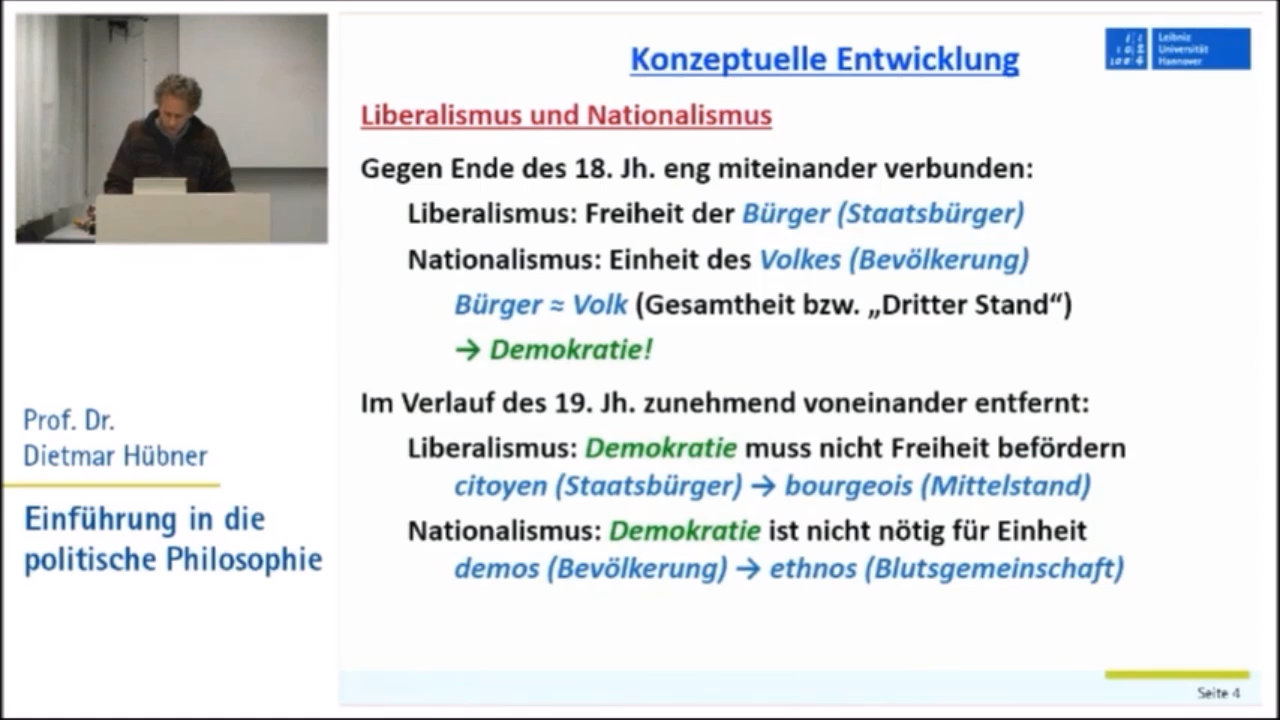 Konzeptuelle Entwicklung
Leibniz
Universität
Hannover
Liberalismus und Nationalismus
Gegen Ende des 18. Jh. eng miteinander verbunden:
Liberalismus: Freiheit der Bürger (Staatsbürger)
Nationalismus: Einheit des Volkes (Bevölkerung)
Bürger ≈ Volk (Gesamtheit bzw. „Dritter Stand“)
→ Demokratie!
Im Verlauf des 19. Jh. zunehmend voneinander entfernt:
Liberalismus: Demokratie muss nicht Freiheit befördern
citoyen (Staatsbürger) → bourgeois (Mittelstand)
Nationalismus: Demokratie ist nicht nötig für Einheit
demos (Bevölkerung) → ethnos (Blutsgemeinschaft)
Prof. Dr.
Dietmar Hübner
Einführung in die
politische Philosophie
Seite 4